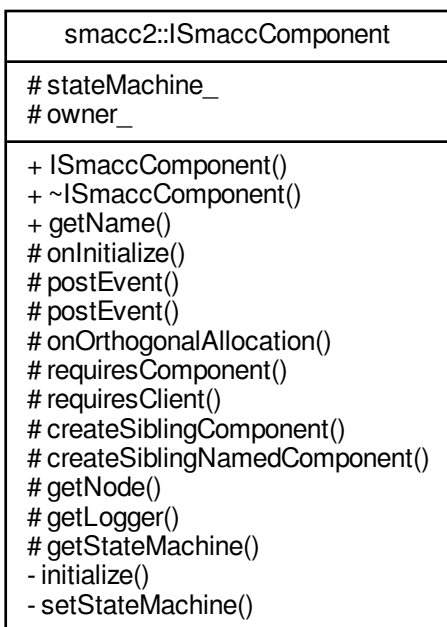 smacc2::ISmaccComponent
# stateMachine_
# owner_
+ ISmaccComponent()
+ ~ISmaccComponent()
+ getName()
# onInitialize()
# postEvent()
# postEvent()
# onOrthogonalAllocation()
# requiresComponent()
# requiresClient()
# createSiblingComponent()
# createSiblingNamedComponent()
# getNode()
# getLogger()
# getStateMachine()
- initialize()
- setStateMachine()